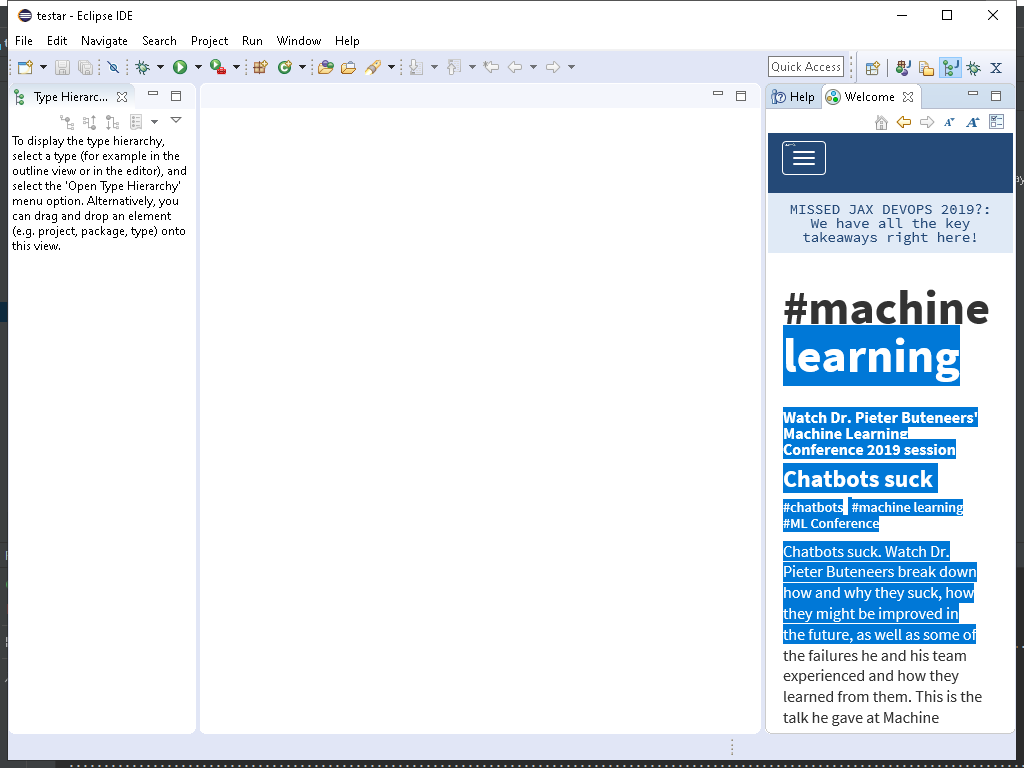 testar - Eclipse IDE
File Edit Navigate Search Project Run Window Help
Quick Access
Type Hierarc...
Help Welcome
To display the type hierarchy,
select a type (for example in the
outline view or in the editor), and
select the 'Open Type Hierarchy'
menu option. Alternatively, you
can drag and drop an element
(e.g. project, package, type) onto
this view.
MISSED JAX DEVOPS 2019?:
We have all the key
takeaways right here!
#machine
learning
Watch Dr. Pieter Buteneers'
Machine Learning
Conference 2019 session
Chatbots suck
#chatbots #machine learning
#ML Conference
Chatbots suck. Watch Dr.
Pieter Buteneers break down
how and why they suck, how
they might be improved in
the future, as well as some of
the failures he and his team
experienced and how they
learned from them. This is the
talk he gave at Machine